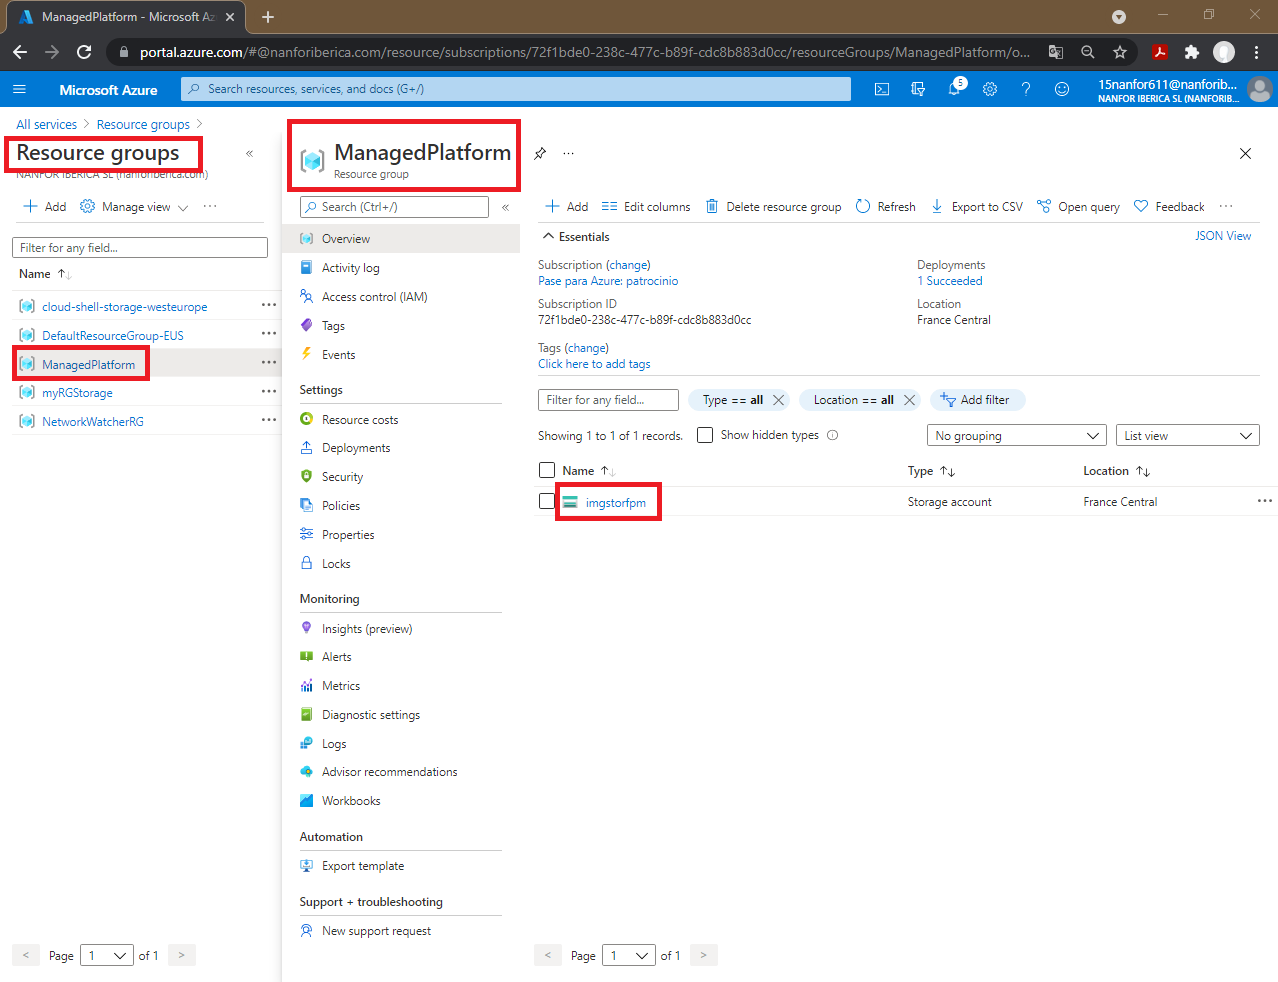 ManagedPlatform - Microsoft Az
portal.azure.com/#@nanforiberica.com/resource/subscriptions/72f1bde0-238c-477c-b89f-cdc8b883d0cc/resourceGroups/ManagedPlatform/o...
Microsoft Azure
Search resources, services, and docs (G+/)
5
15nanfor611@nanforib...
NANFOR IBERICA SL (NANFORIB...
All services > Resource groups >
Resource groups
NANFOR IBERICA SL (nanforiberica.com)
Add
Manage view
Filter for any field...
Name
cloud-shell-storage-westeurope
DefaultResourceGroup-EUS
ManagedPlatform
myRGStorage
NetworkWatcherRG
< Page 1 of 1 >
ManagedPlatform
Resource group
Search (Ctrl+/)
Overview
Activity log
Access control (IAM)
Tags
Events
Settings
Resource costs
Deployments
Security
Policies
Properties
Locks
Monitoring
Insights (preview)
Alerts
Metrics
Diagnostic settings
Logs
Advisor recommendations
Workbooks
Automation
Export template
Support + troubleshooting
New support request
Add Edit columns Delete resource group Refresh Export to CSV Open query Feedback
Essentials
JSON View
Subscription (change)
Pase para Azure: patrocinio
Subscription ID
72f1bde0-238c-477c-b89f-cdc8b883d0cc
Deployments
1 Succeeded
Location
France Central
Tags (change)
Click here to add tags
Filter for any field... Type == all Location == all Add filter
Showing 1 to 1 of 1 records. Show hidden types No grouping List view
Name Type Location
imgstorfpm Storage account France Central
< Page 1 of 1 >